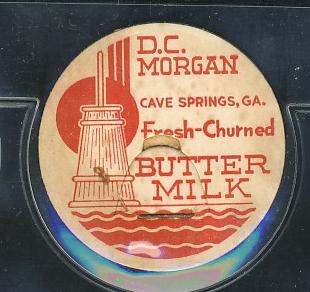 D.C.
MORGAN
CAVE SPRINGS, GA.
Fresh-Churned
BUTTER
MILK